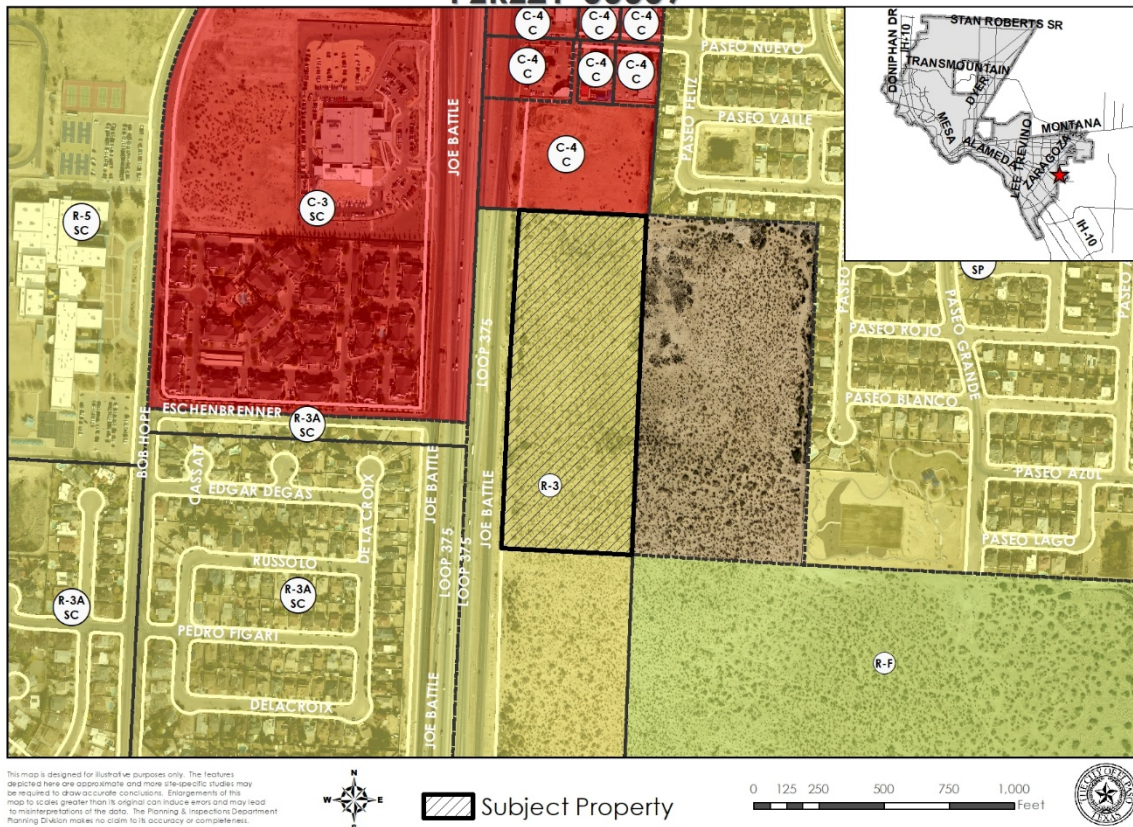 C-4
C
C-4
C
C-4
C
C-4
C
C-4
C
C-4
C
C-4
C
PASEO NUEVO
PASEO FELIZ
PASEO VALLE
JOE BATTLE
C-3
SC
R-5
SC
STAN ROBERTS SR
DONIPHAN DR
IH-10
TRANSMOUNTAIN
DYER
MESA
MONTANA
ALAMEDA
LEE TREVINO
ZARAGOZA
IH-10
SP
LOOP 375
PASEO
PASEO ROJO
PASEO GRANDE
PASEO
PASEO BLANCO
PASEO AZUL
PASEO LAGO
ESCHENBRENNER
R-3A
SC
BOB HOPE
CASSATT
EDGAR DEGAS
DE LA CROIX
JOE BATTLE
LOOP 375
LOOP 375
JOE BATTLE
R-3
RUSSOLO
R-3A
SC
R-3A
SC
PEDRO FIGARI
DELACROIX
JOE BATTLE
R-F
This map is designed for illustrative purposes only. The features
depicted here are approximate and more site-specific studies may
be required to draw accurate conclusions. Enlargements of this
map to scales greater than its original can induce errors and may lead
to misinterpretations of the data. The Planning & Inspections Department
Planning Division makes no claim to its accuracy or completeness.
N
W
E
S
Subject Property
0 125 250 500 750 1,000
Feet
THE CITY OF EL PASO
TEXAS